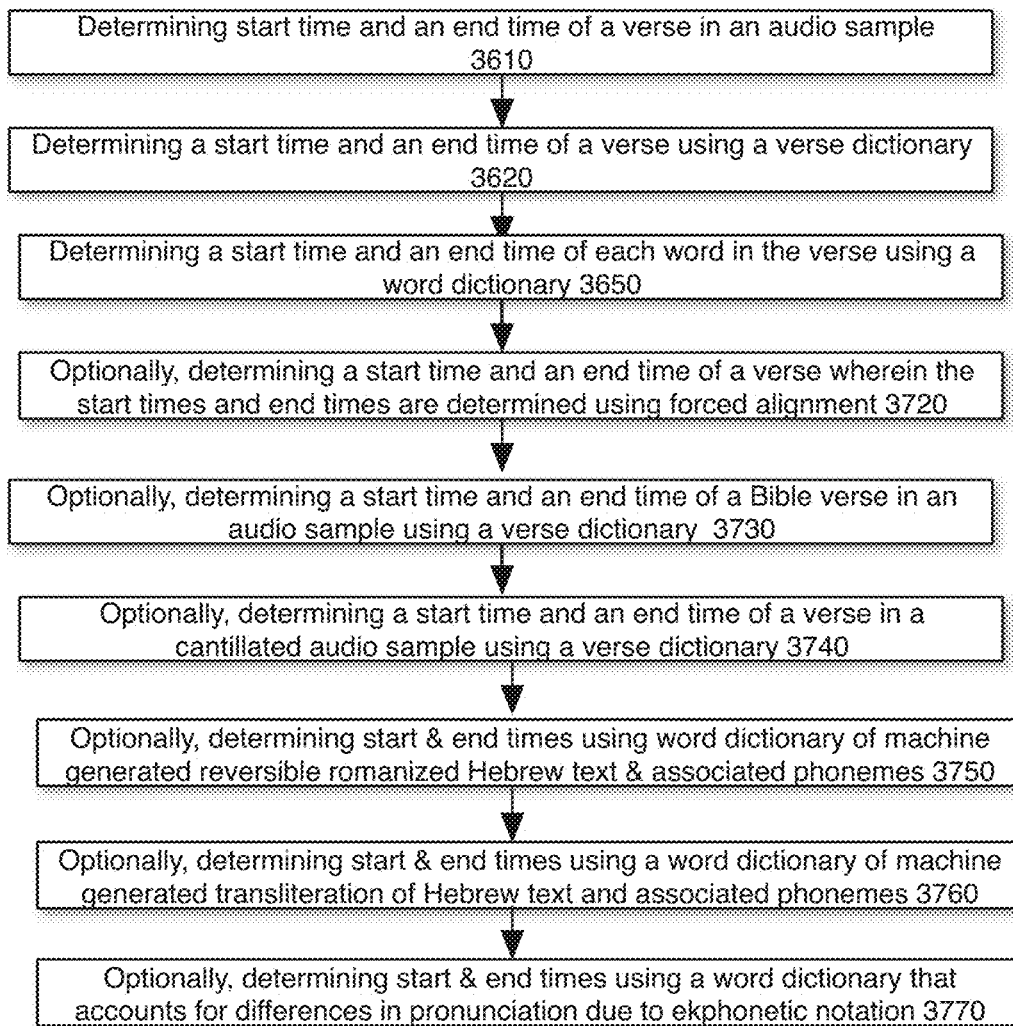 Determining start time and an end time of a verse in an audio sample
3610
Determining a start time and an end time of a verse using a verse dictionary
3620
Determining a start time and an end time of each word in the verse using a
word dictionary 3650
Optionally, determining a start time and an end time of a verse wherein the
start times and end times are determined using forced alignment 3720
Optionally, determining a start time and an end time of a Bible verse in an
audio sample using a verse dictionary 3730
Optionally, determining a start time and an end time of a verse in a
cantillated audio sample using a verse dictionary 3740
Optionally, determining start & end times using word dictionary of machine
generated reversible romanized Hebrew text & associated phonemes 3750
Optionally, determining start & end times using a word dictionary of machine
generated transliteration of Hebrew text and associated phonemes 3760
Optionally, determining start & end times using a word dictionary that
accounts for differences in pronunciation due to ekphonetic notation 3770